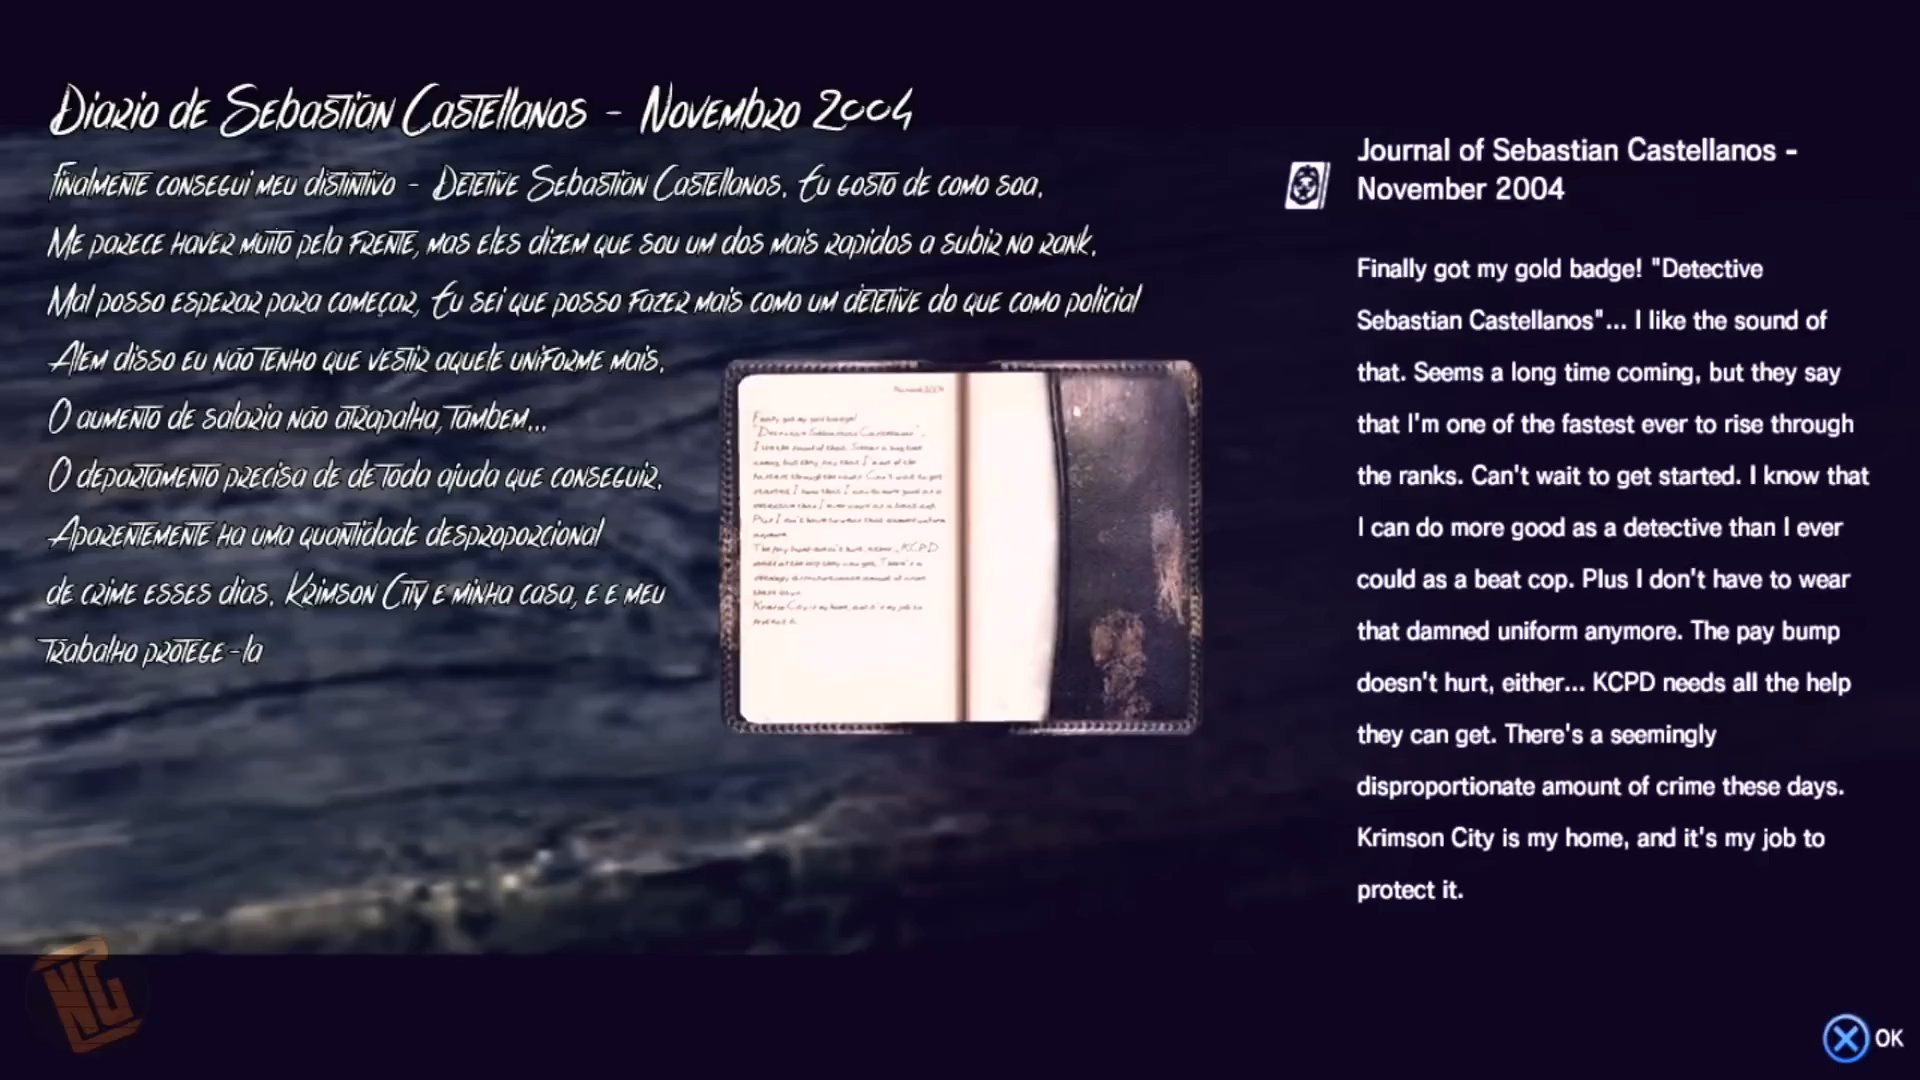 Diario de Sebastian Castellanos - Novembro 2004
Finalmente consegui meu distintivo - Detetive Sebastian Castellanos. Eu gosto de como soa.
Me parece haver muito pela frente, mas eles dizem que sou um dos mais rapidos a subir no rank.
Mal posso esperar para começar, Eu sei que posso fazer mais como um detetive do que como policial
Alem disso eu não tenho que vestir aquele uniforme mais.
O aumento de salaria não atrapalha, tambem...
O departamento precisa de de toda ajuda que conseguir.
Aparentemente ha uma quantidade desproporcional
de crime esses dias. Krimson City e minha casa, e e meu
trabalho protege-la
Journal of Sebastian Castellanos -
November 2004
Finally got my gold badge! "Detective
Sebastian Castellanos"... I like the sound of
that. Seems a long time coming, but they say
that I'm one of the fastest ever to rise through
the ranks. Can't wait to get started. I know that
I can do more good as a detective than I ever
could as a beat cop. Plus I don't have to wear
that damned uniform anymore. The pay bump
doesn't hurt, either... KCPD needs all the help
they can get. There's a seemingly
disproportionate amount of crime these days.
Krimson City is my home, and it's my job to
protect it.
NG
OK